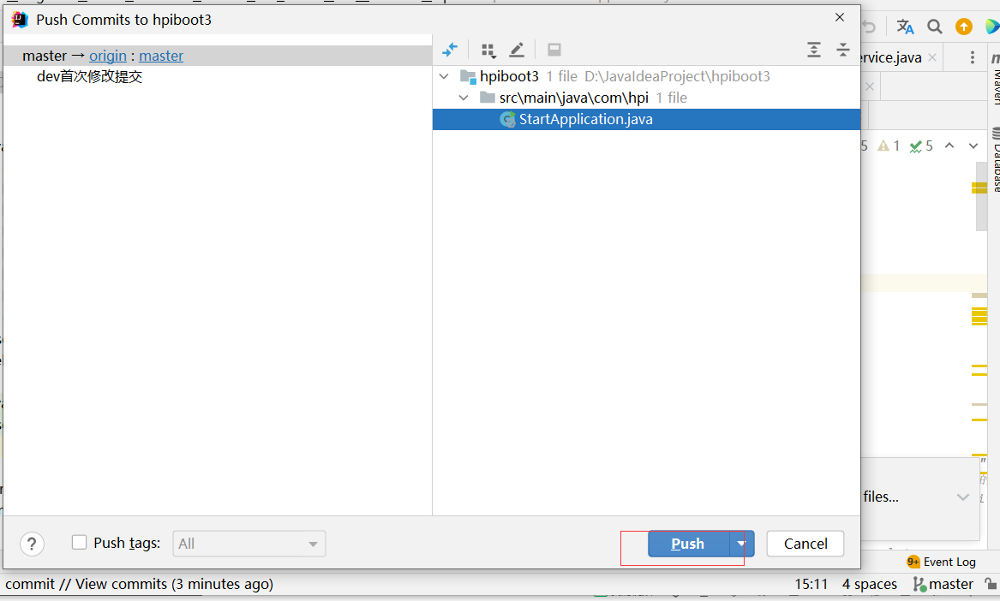 Push Commits to hpiboot3
master → origin : master
dev首次修改提交
hpiboot3 1 file D:\JavaIdeaProject\hpiboot3
src\main\java\com\hpi 1 file
StartApplication.java
ervice.java
Maven
Database
5 1 5
files...
Push tags: All
Push
Cancel
9+ Event Log
commit // View commits (3 minutes ago)
15:11 4 spaces master